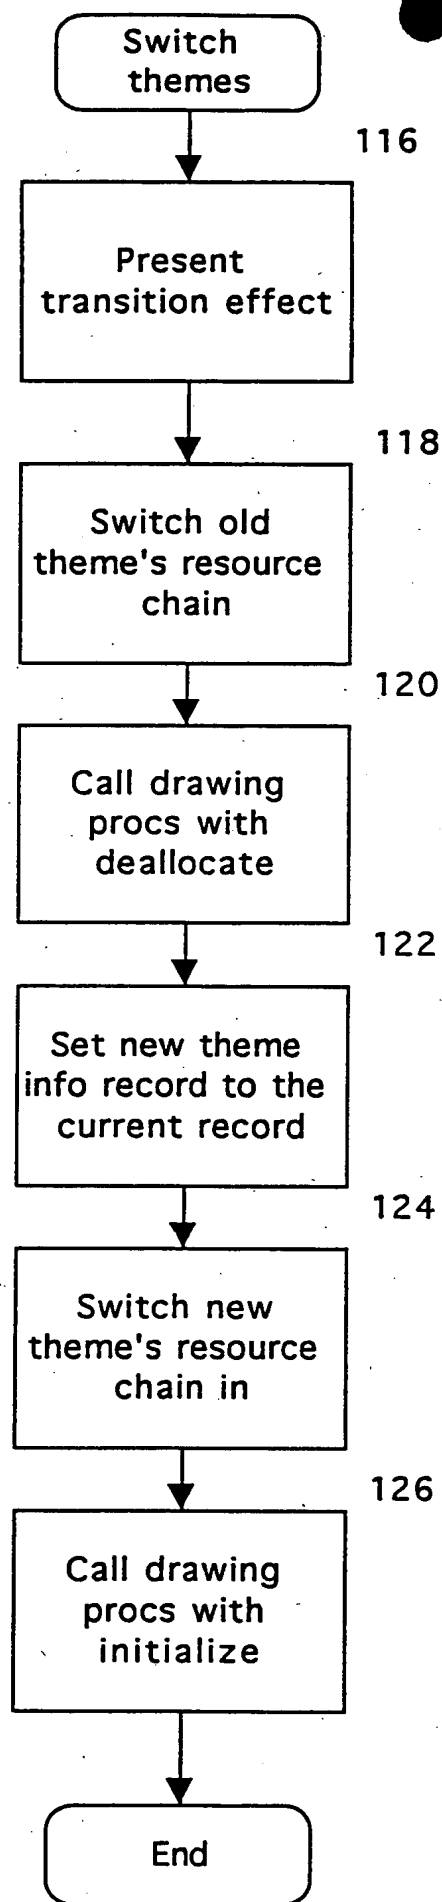 Switch
themes
116
Present
transition effect
118
Switch old
theme's resource
chain
120
Call drawing
procs with
deallocate
122
Set new theme
info record to the
current record
124
Switch new
theme's resource
chain in
126
Call drawing
procs with
initialize
End